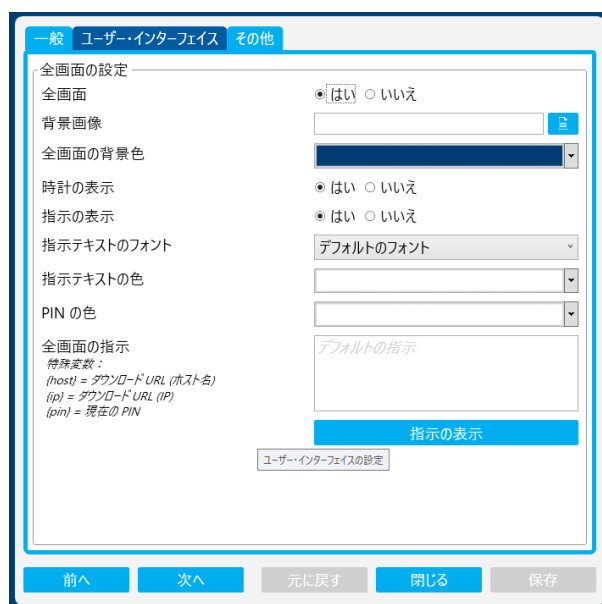 一般 ユーザー・インターフェイス その他
全画面の設定
全画面 はい いいえ
背景画像
全画面の背景色
時計の表示 はい いいえ
指示の表示 はい いいえ
指示テキストのフォント デフォルトのフォント
指示テキストの色
PIN の色
全画面の指示 デフォルトの指示
特殊変数：
{host} = ダウンロード URL (ホスト名)
{ip} = ダウンロード URL (IP)
{pin} = 現在の PIN
指示の表示
ユーザー・インターフェイスの設定
前へ 次へ 元に戻す 閉じる 保存